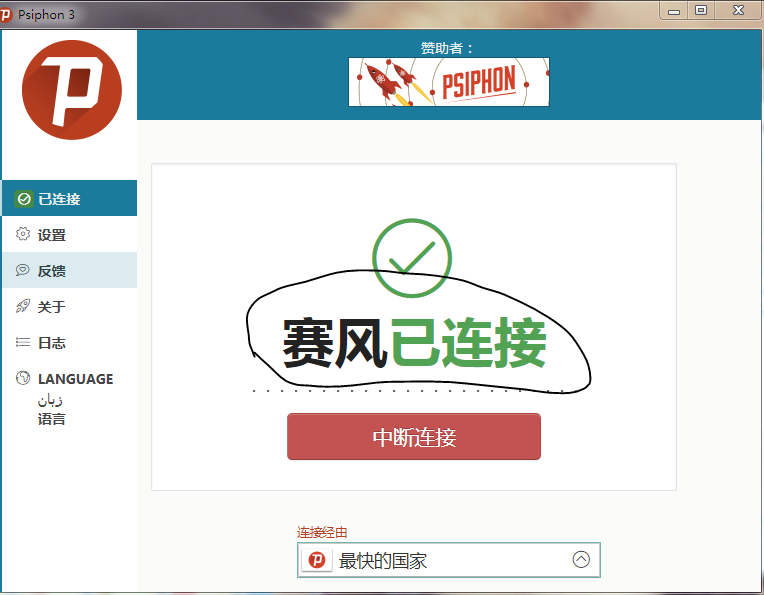 Psiphon 3
赞助者：
PSIPHON
已连接
设置
反馈
关于
日志
LANGUAGE
زبان
语言
赛风已连接
中断连接
连接经由
最快的国家